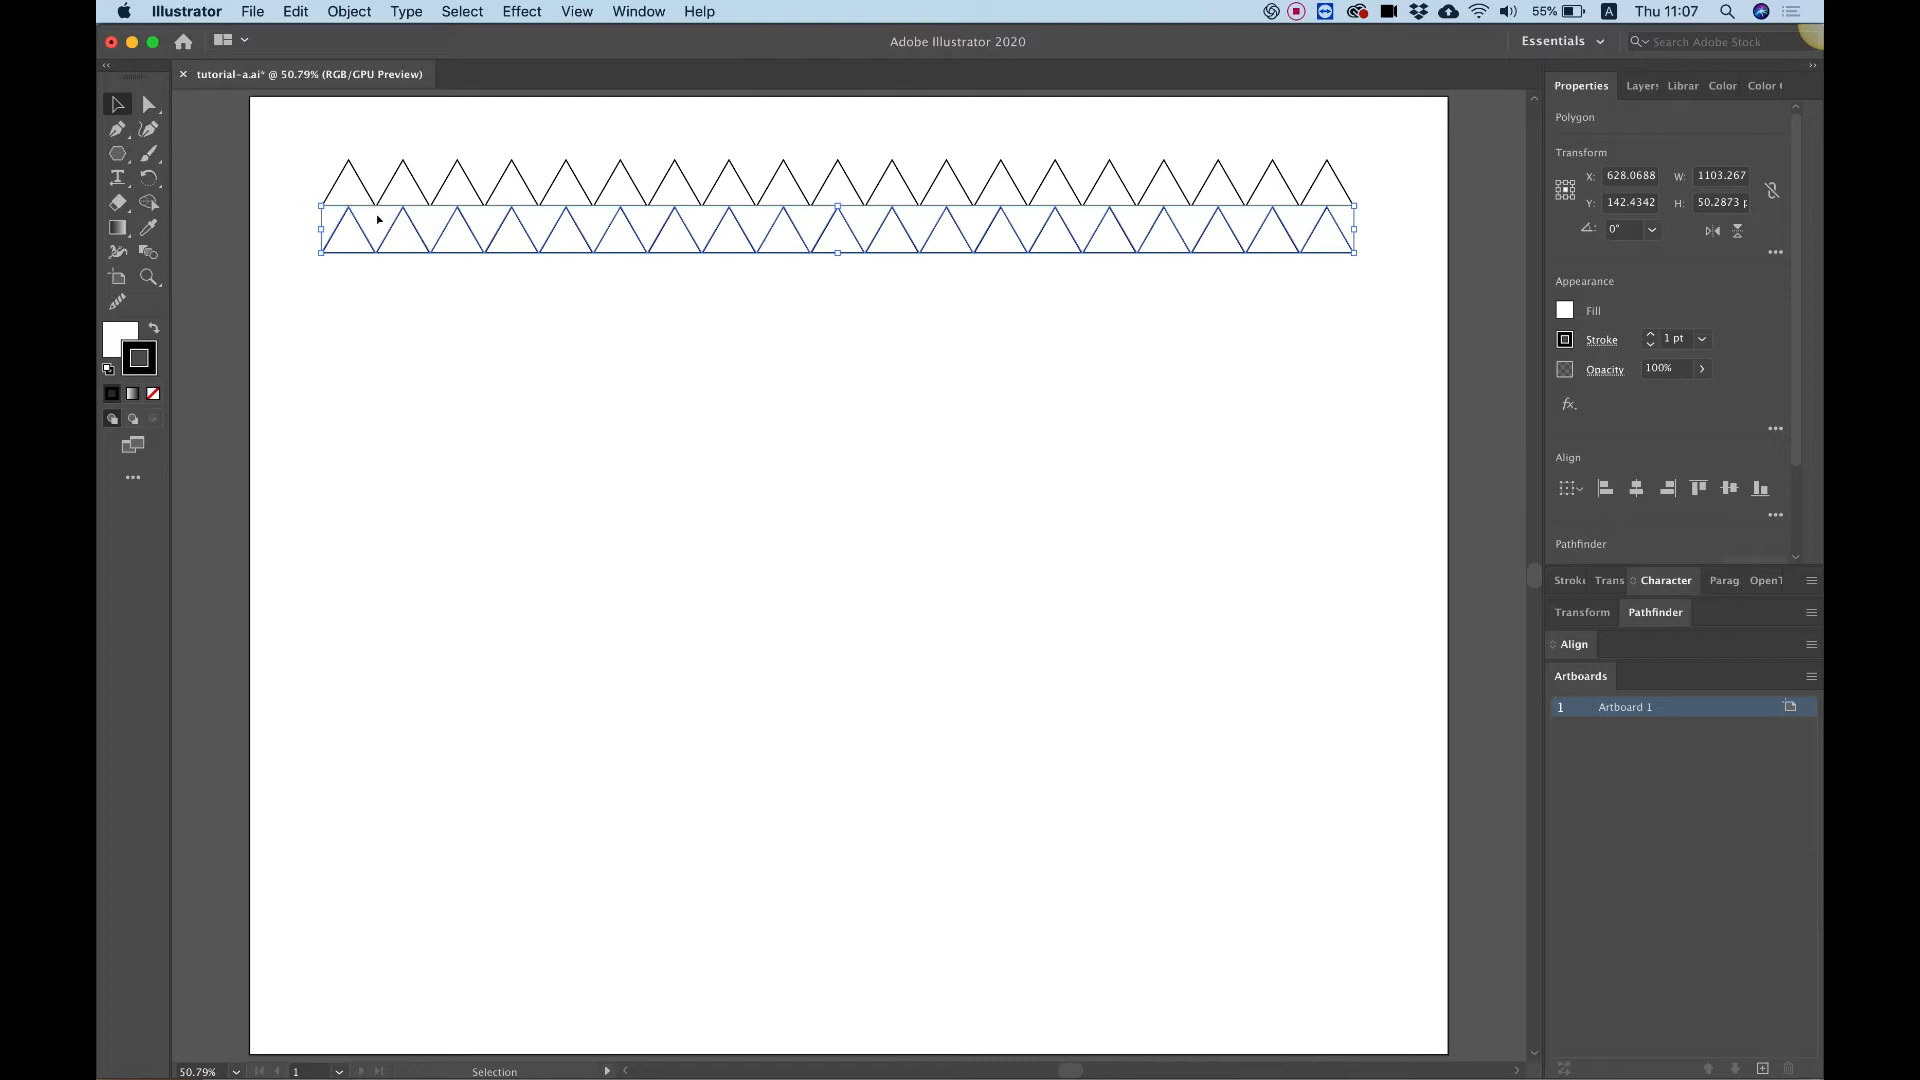 Illustrator File Edit Object Type Select Effect View Window Help
55% A Thu 11:07
Adobe Illustrator 2020
Essentials
Search Adobe Stock
tutorial-a.ai* @ 50.79% (RGB/GPU Preview)
Properties Layers Librar Color Color
Polygon
Transform
X: 628.0688 W: 1103.267
Y: 142.4342 H: 50.2873 p
0°
Appearance
Fill
Stroke 1 pt
Opacity 100%
fx.
Align
Pathfinder
Stroke Trans Character Parag OpenT
Transform Pathfinder
Align
Artboards
1 Artboard 1
50.79% 1 Selection